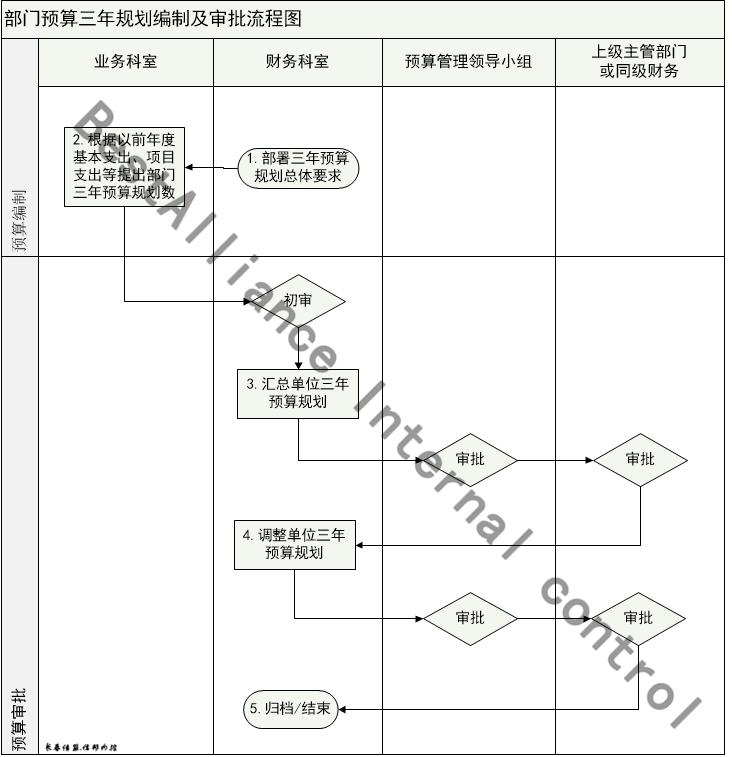 部门预算三年规划编制及审批流程图
业务科室
财务科室
预算管理领导小组
上级主管部门
或同级财务
预算编制
2. 根据以前年度
基本支出、项目
支出等提出部门
三年预算规划数
1. 部署三年预算
规划总体要求
预算审批
初审
3. 汇总单位三年
预算规划
审批
审批
4. 调整单位三年
预算规划
审批
审批
5. 归档/结束
BestAlliance Internal control